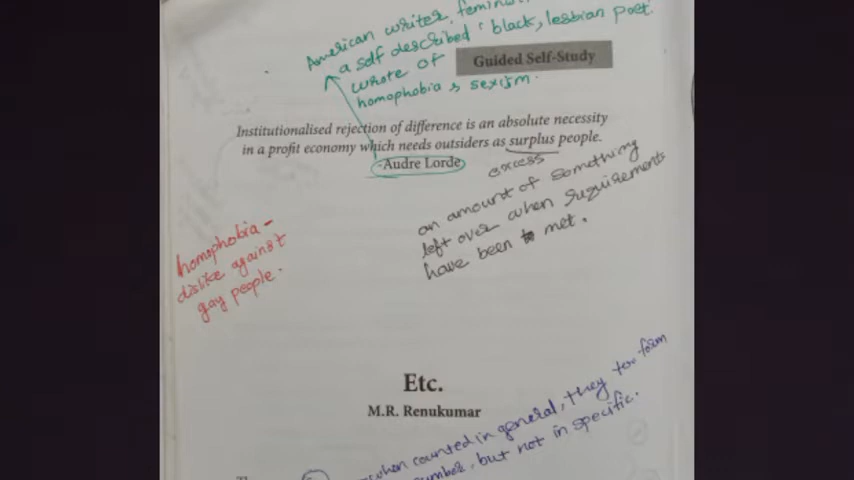 American writer, feminist,
a self described 'black, lesbian poet.
wrote of
homophobia & sexism.
Guided Self-Study
Institutionalised rejection of difference is an absolute necessity
in a profit economy which needs outsiders as surplus people.
-Audre Lorde
excess
an amount of something
left over when requirements
have been met.
homophobia -
dislike against
gay people.
Etc.
M.R. Renukumar
when counted in general, they too form
number, but not in specific.